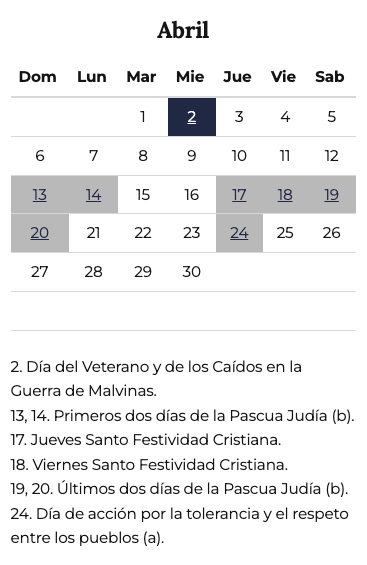 Abril
Dom Lun Mar Mie Jue Vie Sab
1 2 3 4 5
6 7 8 9 10 11 12
13 14 15 16 17 18 19
20 21 22 23 24 25 26
27 28 29 30
2. Día del Veterano y de los Caídos en la
Guerra de Malvinas.
13, 14. Primeros dos días de la Pascua Judía (b).
17. Jueves Santo Festividad Cristiana.
18. Viernes Santo Festividad Cristiana.
19, 20. Últimos dos días de la Pascua Judía (b).
24. Día de acción por la tolerancia y el respeto
entre los pueblos (a).